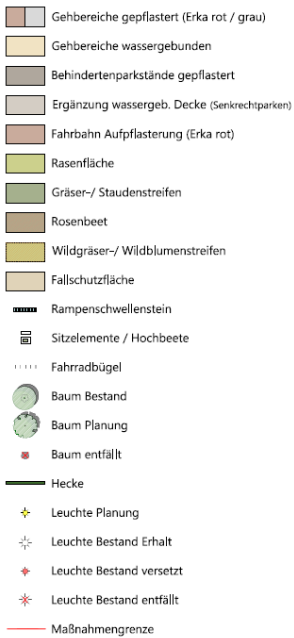 Gehbereiche gepflastert (Erka rot / grau)
Gehbereiche wassergebunden
Behindertenparkstände gepflastert
Ergänzung wassergeb. Decke (Senkrechtparken)
Fahrbahn Aufpflasterung (Erka rot)
Rasenfläche
Gräser-/ Staudenstreifen
Rosenbeet
Wildgräser-/ Wildblumenstreifen
Fallschutzfläche
Rampenschwellenstein
Sitzelemente / Hochbeete
Fahrradbügel
Baum Bestand
Baum Planung
Baum entfällt
Hecke
Leuchte Planung
Leuchte Bestand Erhalt
Leuchte Bestand versetzt
Leuchte Bestand entfällt
Maßnahmengrenze